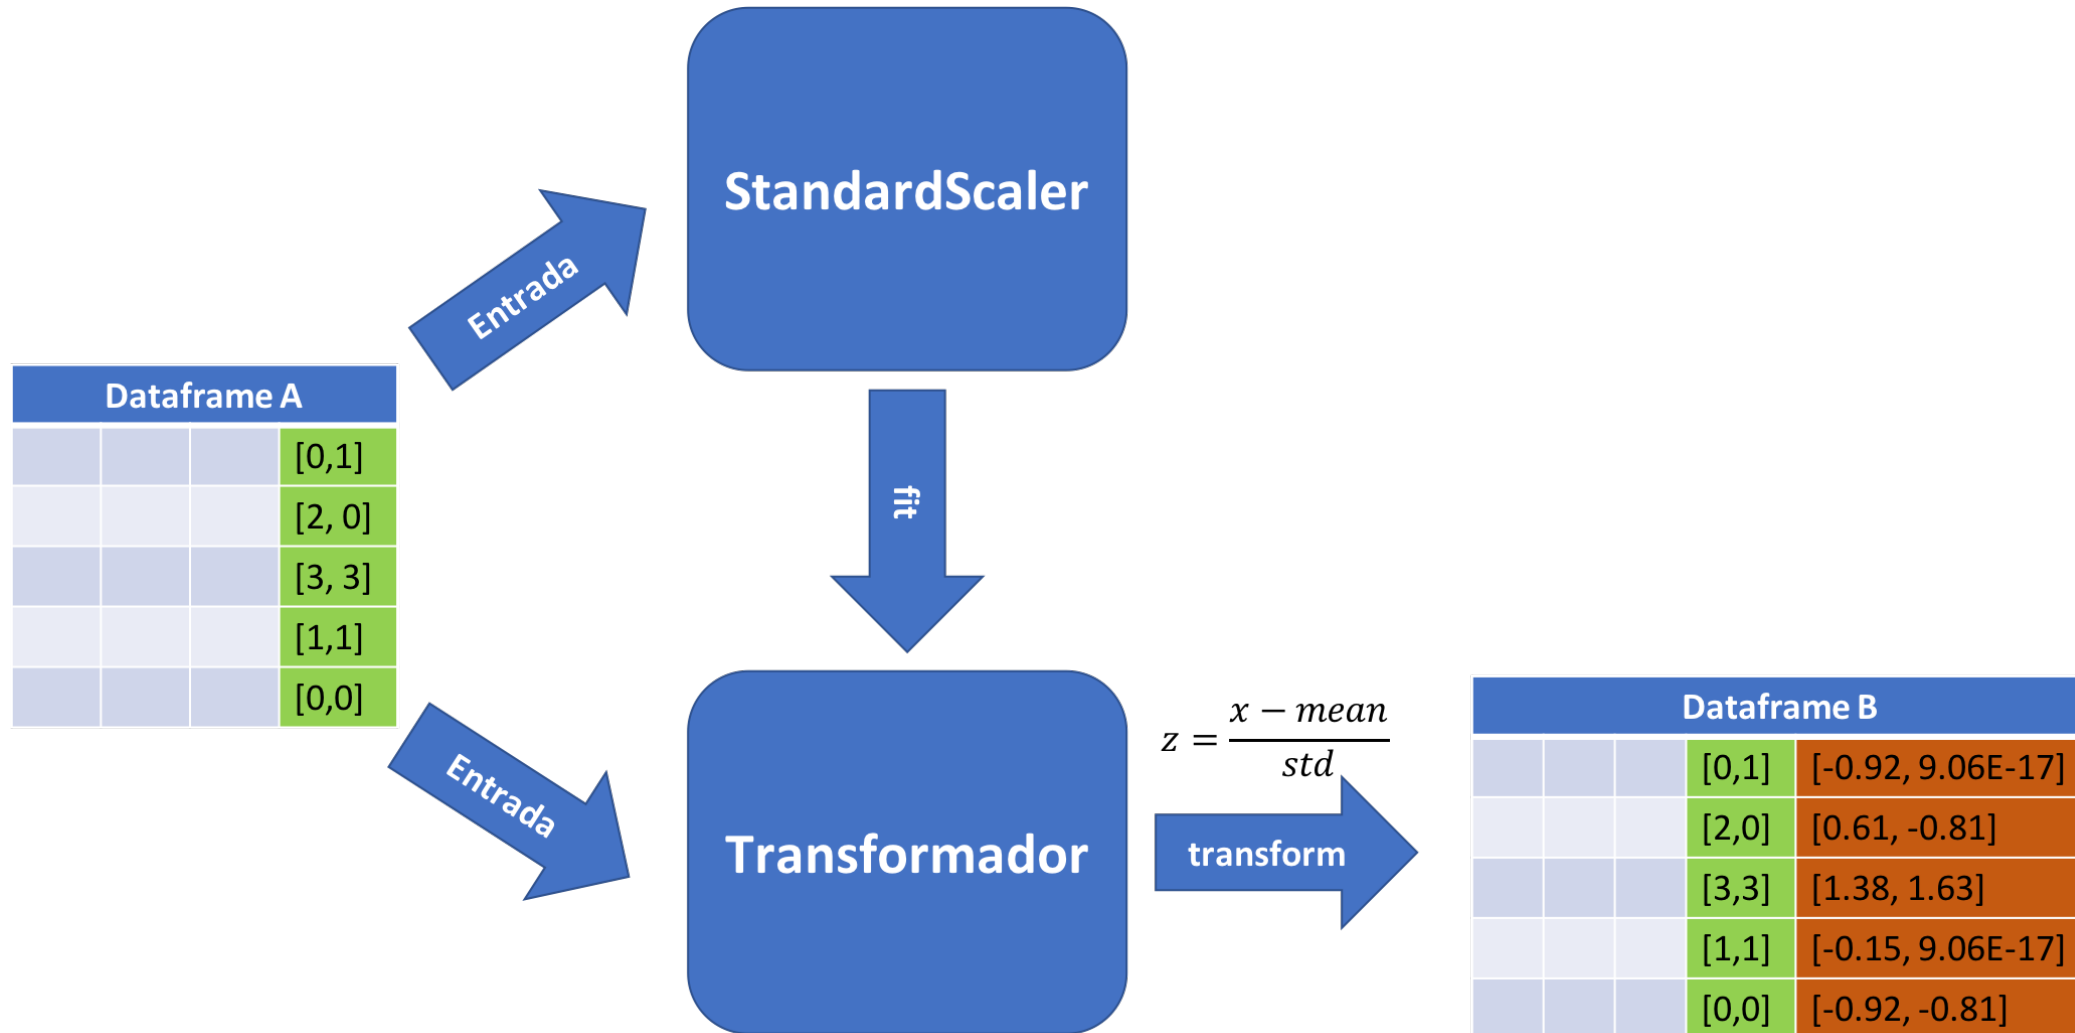 StandardScaler
Entrada
Dataframe A
[0,1]
[2, 0]
[3, 3]
[1,1]
[0,0]
fit
Entrada
Transformador
z = \frac{x - mean}{std}
transform
Dataframe B
[0,1] [-0.92, 9.06E-17]
[2,0] [0.61, -0.81]
[3,3] [1.38, 1.63]
[1,1] [-0.15, 9.06E-17]
[0,0] [-0.92, -0.81]